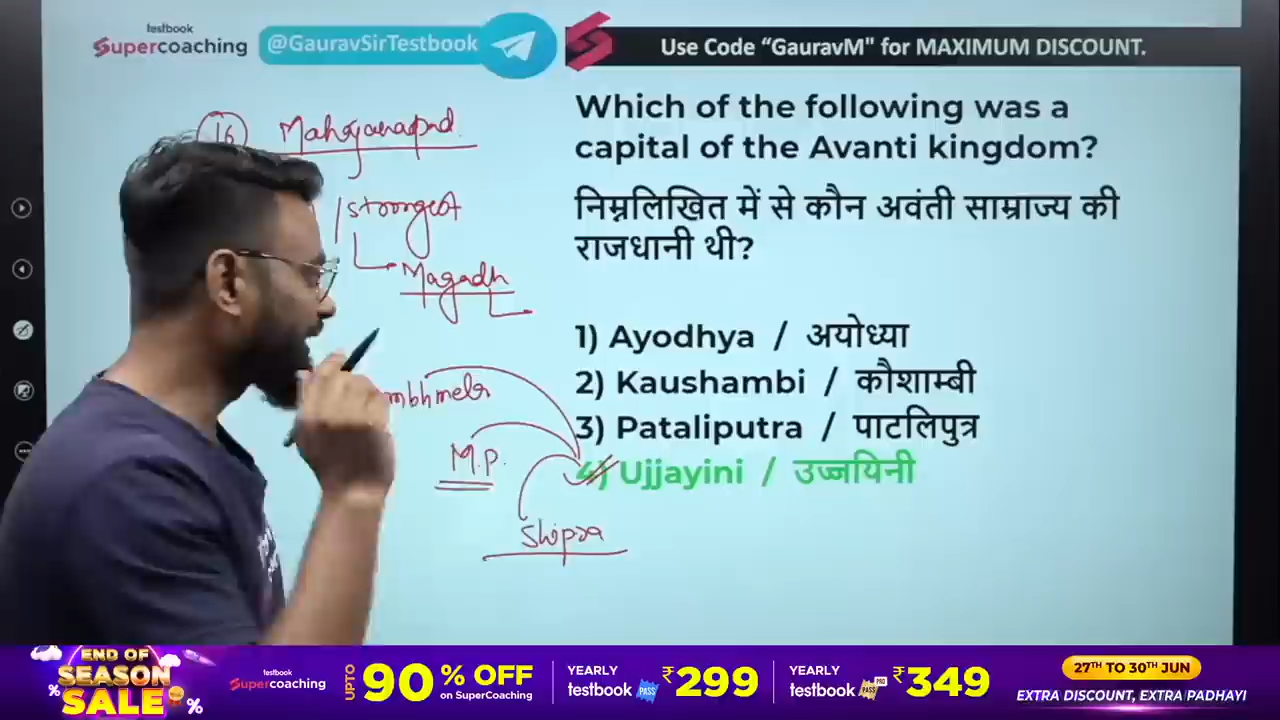 testbook
Supercoaching
@GauravSirTestbook
Use Code “GauravM" for MAXIMUM DISCOUNT.
16 Mahajanapad
strongest
Magadh
M.P.
Shipra
Which of the following was a
capital of the Avanti kingdom?
निम्नलिखित में से कौन अवंती साम्राज्य की
राजधानी थी?
1) Ayodhya / अयोध्या
2) Kaushambi / कौशाम्बी
3) Pataliputra / पाटलिपुत्र
4) Ujjayini / उज्जयिनी
END OF
SEASON
SALE
testbook
Supercoaching
UPTO 90% OFF
on SuperCoaching
YEARLY
testbook PASS ₹299
YEARLY
testbook PASS PRO ₹349
27TH TO 30TH JUN
EXTRA DISCOUNT, EXTRA PADHAYI